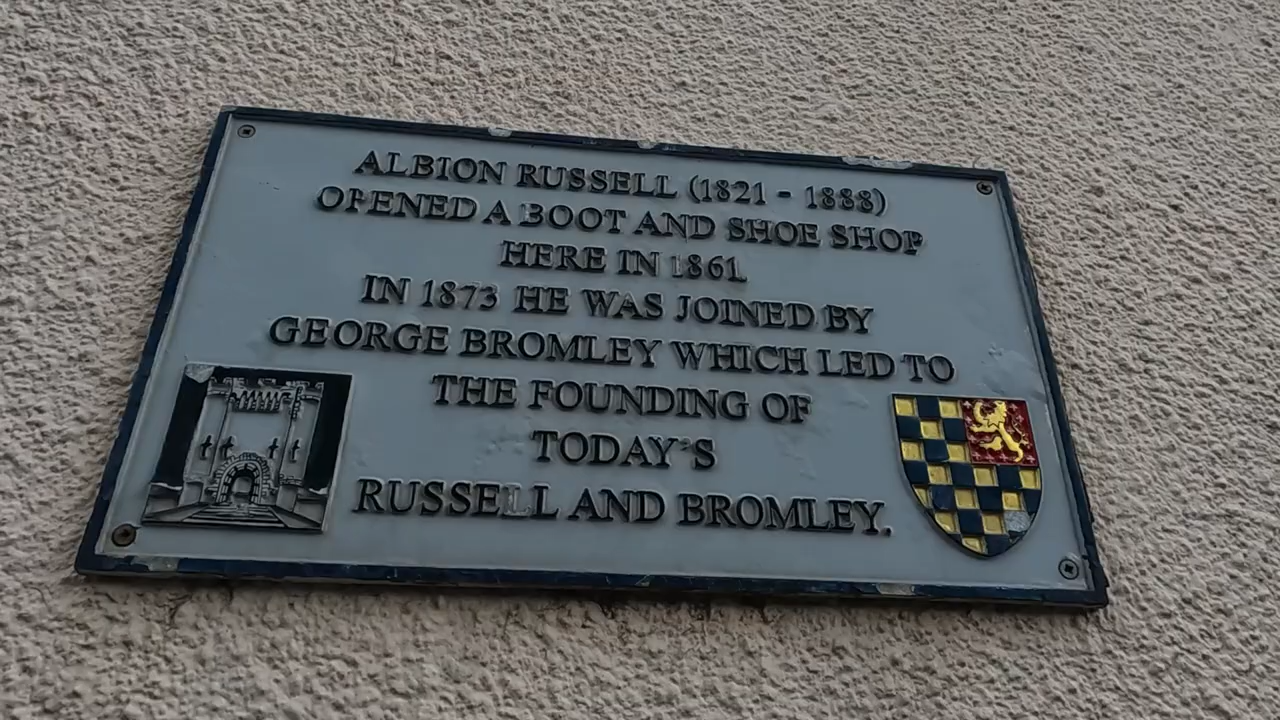 ALBION RUSSELL (1821 - 1888)
OPENED A BOOT AND SHOE SHOP
HERE IN 1861.
IN 1873 HE WAS JOINED BY
GEORGE BROMLEY WHICH LED TO
THE FOUNDING OF
TODAY'S
RUSSELL AND BROMLEY.